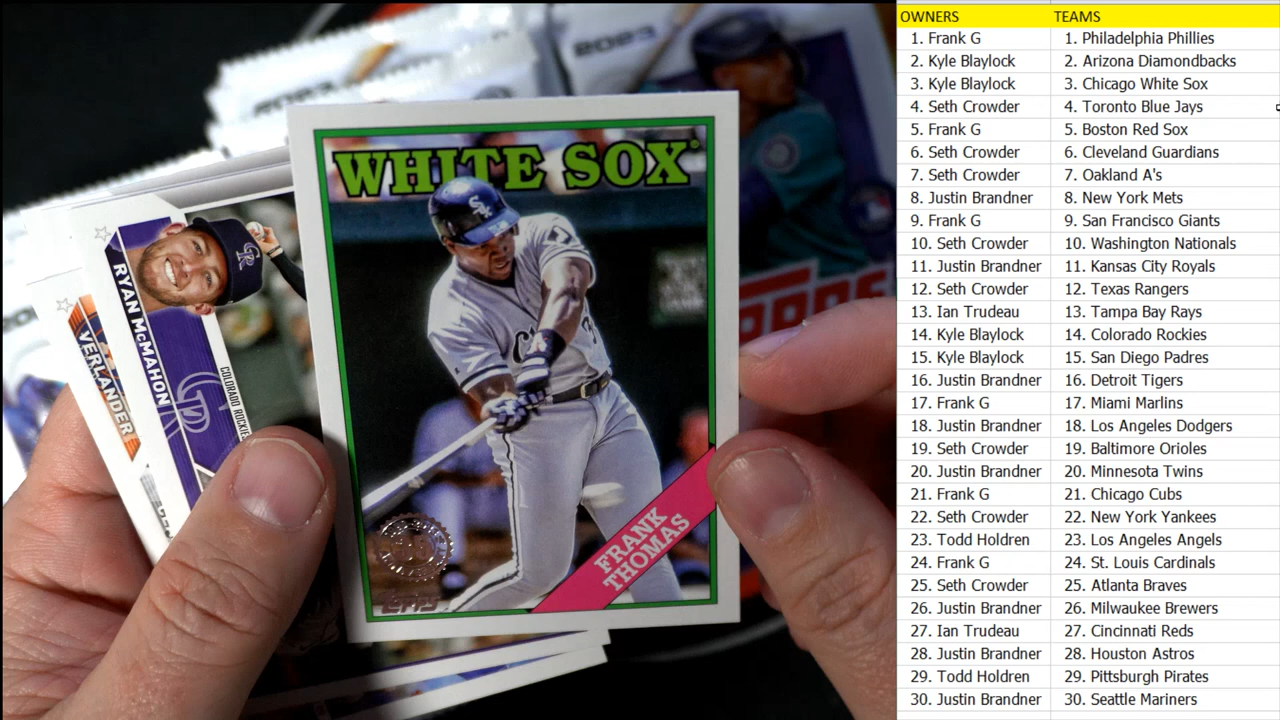 2023
WHITE SOX
FRANK
THOMAS
35
TOPPS
RYAN McMAHON
COLORADO ROCKIES
VERLANDER
TOPPS
OWNERS TEAMS
1. Frank G 1. Philadelphia Phillies
2. Kyle Blaylock 2. Arizona Diamondbacks
3. Kyle Blaylock 3. Chicago White Sox
4. Seth Crowder 4. Toronto Blue Jays
5. Frank G 5. Boston Red Sox
6. Seth Crowder 6. Cleveland Guardians
7. Seth Crowder 7. Oakland A's
8. Justin Brandner 8. New York Mets
9. Frank G 9. San Francisco Giants
10. Seth Crowder 10. Washington Nationals
11. Justin Brandner 11. Kansas City Royals
12. Seth Crowder 12. Texas Rangers
13. Ian Trudeau 13. Tampa Bay Rays
14. Kyle Blaylock 14. Colorado Rockies
15. Kyle Blaylock 15. San Diego Padres
16. Justin Brandner 16. Detroit Tigers
17. Frank G 17. Miami Marlins
18. Justin Brandner 18. Los Angeles Dodgers
19. Seth Crowder 19. Baltimore Orioles
20. Justin Brandner 20. Minnesota Twins
21. Frank G 21. Chicago Cubs
22. Seth Crowder 22. New York Yankees
23. Todd Holdren 23. Los Angeles Angels
24. Frank G 24. St. Louis Cardinals
25. Seth Crowder 25. Atlanta Braves
26. Justin Brandner 26. Milwaukee Brewers
27. Ian Trudeau 27. Cincinnati Reds
28. Justin Brandner 28. Houston Astros
29. Todd Holdren 29. Pittsburgh Pirates
30. Justin Brandner 30. Seattle Mariners